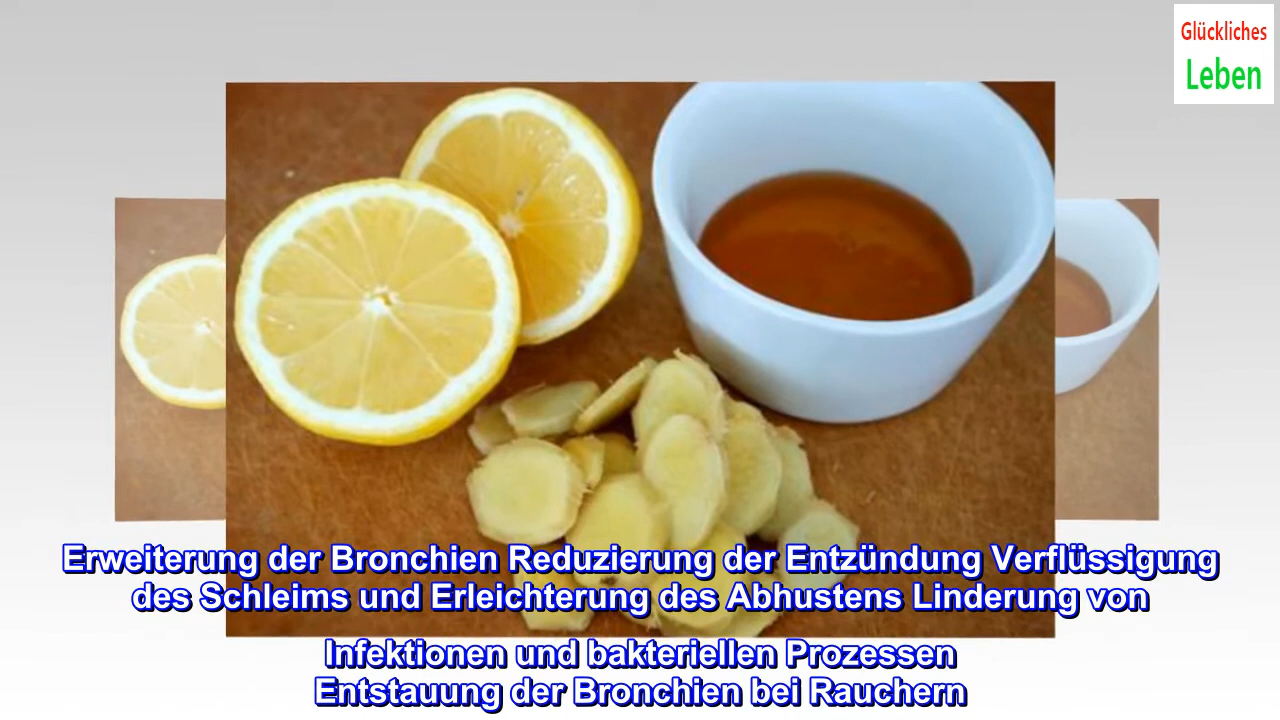 Glückliches
Leben
Erweiterung der Bronchien Reduzierung der Entzündung Verflüssigung
des Schleims und Erleichterung des Abhustens Linderung von
Infektionen und bakteriellen Prozessen
Entstauung der Bronchien bei Rauchern